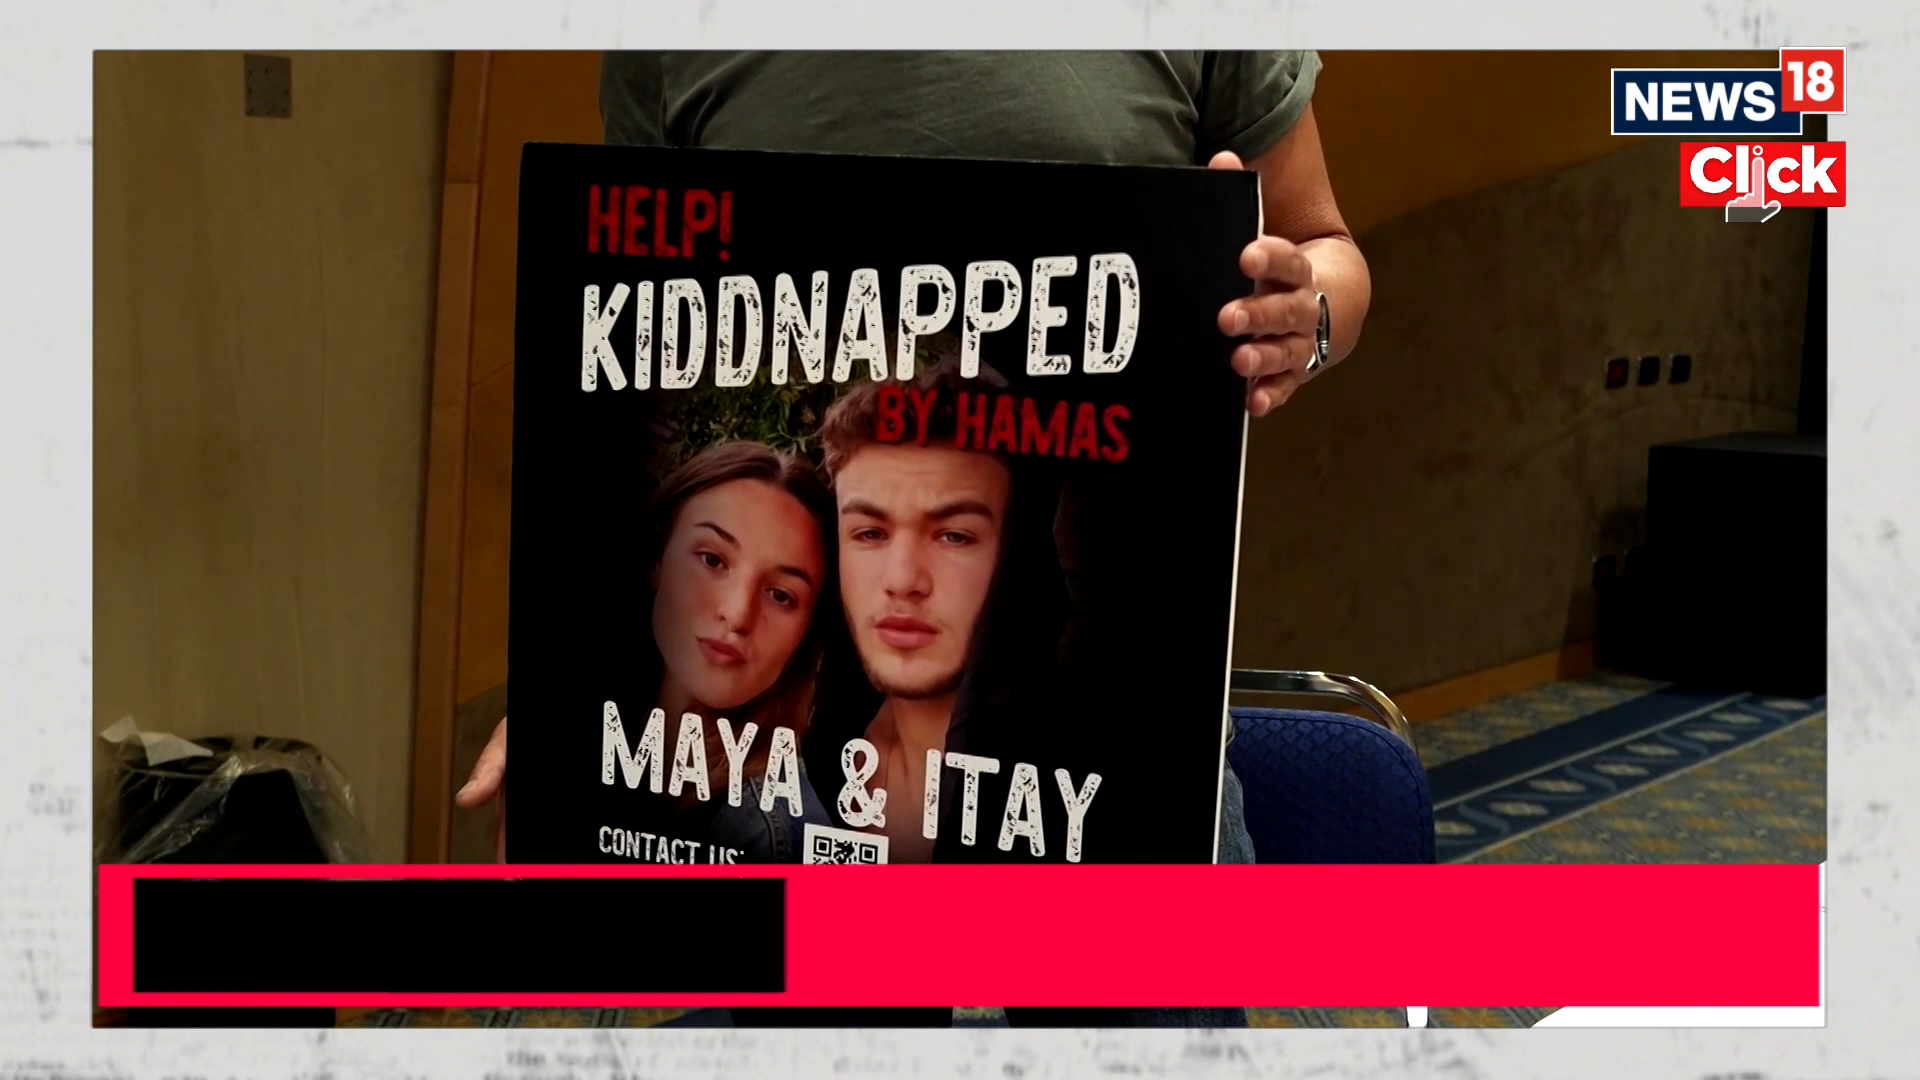 NEWS 18
Click
HELP!
KIDDNAPPED
BY HAMAS
MAYA & ITAY
CONTACT US: